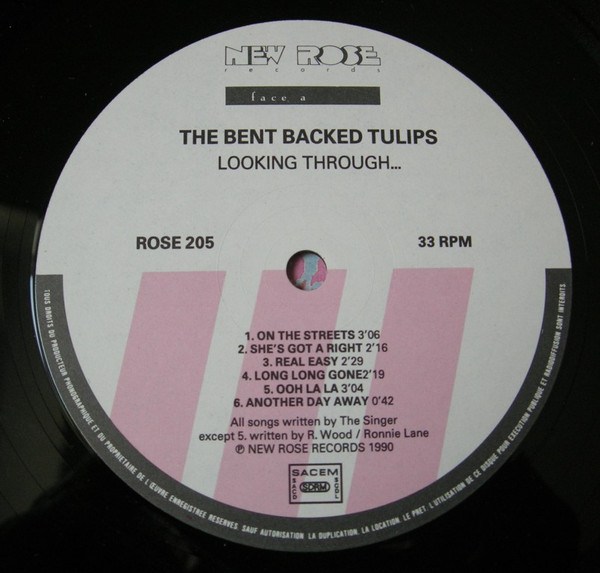 NEW ROSE
records
face a
THE BENT BACKED TULIPS
LOOKING THROUGH...
ROSE 205
33 RPM
1. ON THE STREETS 3'06
2. SHE'S GOT A RIGHT 2'16
3. REAL EASY 2'29
4. LONG LONG GONE2'19
5. OOH LA LA 3'04
6. ANOTHER DAY AWAY 0'42
All songs written by The Singer
except 5. written by R. Wood / Ronnie Lane
℗ NEW ROSE RECORDS 1990
SACEM
SACD
SDRM
SCGL
TOUS DROITS DU PRODUCTEUR PHONOGRAPHIQUE ET DU PROPRIETAIRE DE L'ŒUVRE ENREGISTREE RESERVES SAUF AUTORISATION LA DUPLICATION, LA LOCATION, LE PRET, L'UTILISATION DE CE DISQUE POUR EXECUTION PUBLIQUE ET RADIODIFFUSION SONT INTERDITS